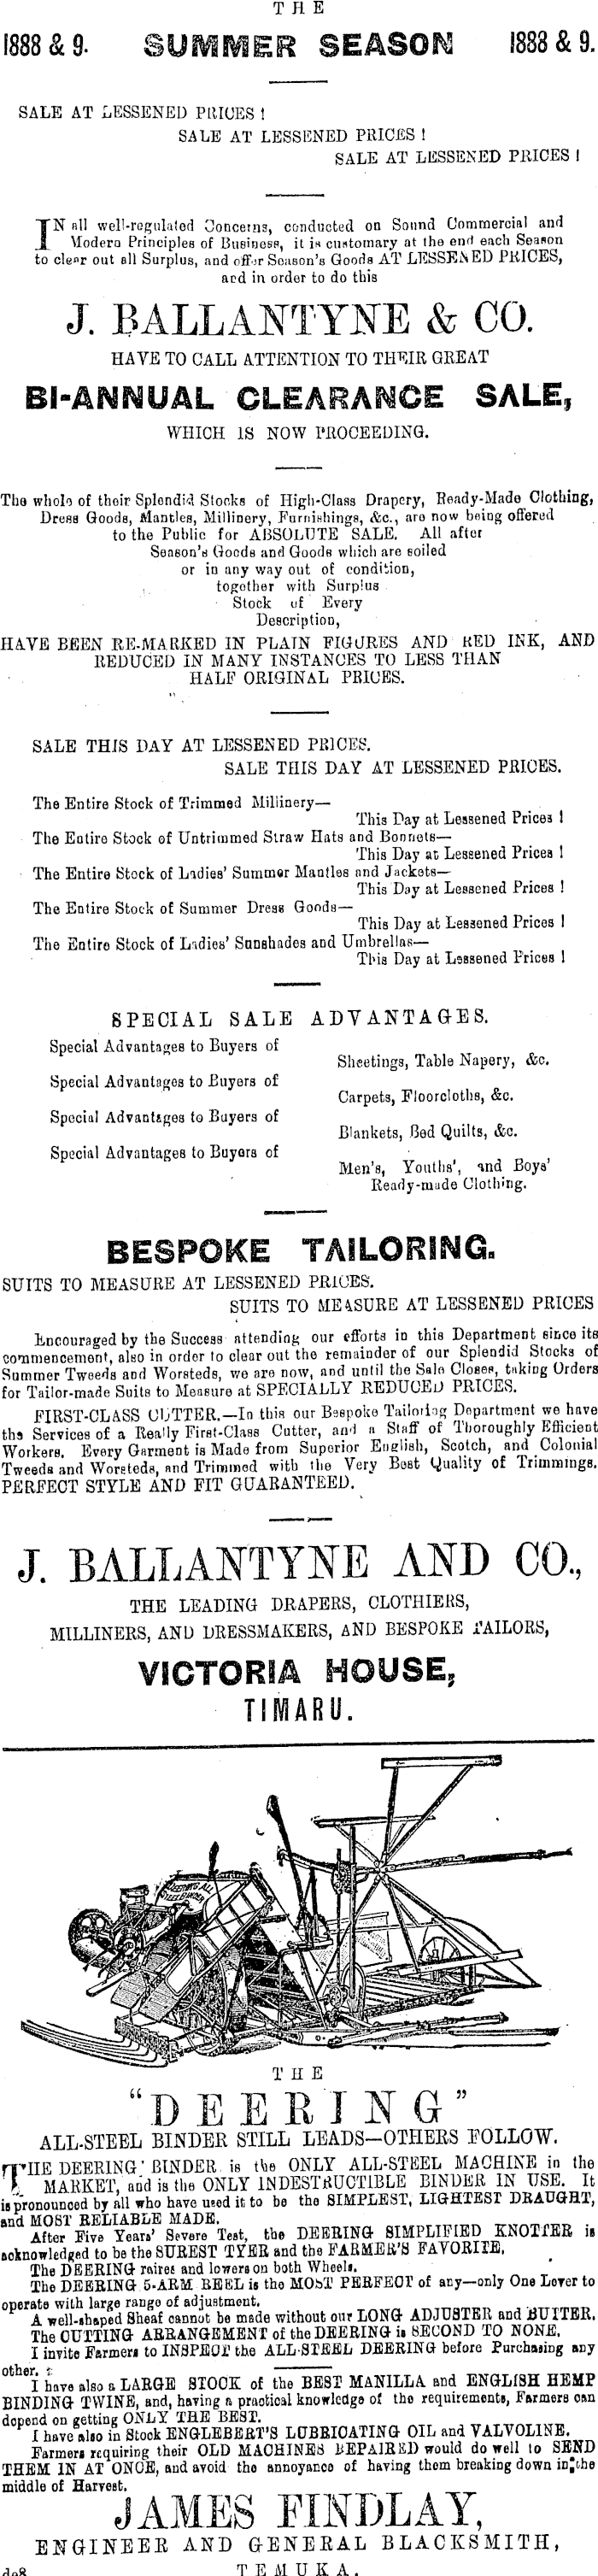 THE
1888 & 9. SUMMER SEASON 1888 & 9.
SALE AT LESSENED PRICES !
SALE AT LESSENED PRICES !
SALE AT LESSENED PRICES !
IN all well-regulated Concerns, conducted on Sound Commercial and
Modern Principles of Business, it is customary at the end each Season
to clear out all Surplus, and offer Season's Goods AT LESSENED PRICES,
and in order to do this
J. BALLANTYNE & CO.
HAVE TO CALL ATTENTION TO THEIR GREAT
BI-ANNUAL CLEARANCE SALE,
WHICH IS NOW PROCEEDING.
The whole of their Splendid Stocks of High-Class Drapery, Ready-Made Clothing,
Dress Goods, Mantles, Millinery, Furnishings, &c., are now being offered
to the Public for ABSOLUTE SALE. All after
Season's Goods and Goods which are soiled
or in any way out of condition,
together with Surplus
Stock of Every
Description,
HAVE BEEN RE-MARKED IN PLAIN FIGURES AND RED INK, AND
REDUCED IN MANY INSTANCES TO LESS THAN
HALF ORIGINAL PRICES.
SALE THIS DAY AT LESSENED PRICES.
SALE THIS DAY AT LESSENED PRICES.
The Entire Stock of Trimmed Millinery—
This Day at Lessened Prices !
The Entire Stock of Untrimmed Straw Hats and Bonnets—
This Day at Lessened Prices !
The Entire Stock of Ladies' Summer Mantles and Jackets—
This Day at Lessened Prices !
The Entire Stock of Summer Dress Goods—
This Day at Lessened Prices !
The Entire Stock of Ladies' Sunshades and Umbrellas—
This Day at Lessened Prices !
SPECIAL SALE ADVANTAGES.
Special Advantages to Buyers of
Sheetings, Table Napery, &c.
Special Advantages to Buyers of
Carpets, Floorcloths, &c.
Special Advantages to Buyers of
Blankets, Bed Quilts, &c.
Special Advantages to Buyers of
Men's, Youths', and Boys'
Ready-made Clothing.
BESPOKE TAILORING.
SUITS TO MEASURE AT LESSENED PRICES.
SUITS TO MEASURE AT LESSENED PRICES
Encouraged by the Success attending our efforts in this Department since its
commencement, also in order to clear out the remainder of our Splendid Stocks of
Summer Tweeds and Worsteds, we are now, and until the Sale Closes, taking Orders
for Tailor-made Suits to Measure at SPECIALLY REDUCED PRICES.
FIRST-CLASS CUTTER.—In this our Bespoke Tailoring Department we have
the Services of a Really First-Class Cutter, and a Staff of Thoroughly Efficient
Workers. Every Garment is Made from Superior English, Scotch, and Colonial
Tweeds and Worsteds, and Trimmed with the Very Best Quality of Trimmings.
PERFECT STYLE AND FIT GUARANTEED.
J. BALLANTYNE AND CO.,
THE LEADING DRAPERS, CLOTHIERS,
MILLINERS, AND DRESSMAKERS, AND BESPOKE TAILORS,
VICTORIA HOUSE,
TIMARU.
DEERING ALL
STEEL BINDER
THE
"DEERING"
ALL-STEEL BINDER STILL LEADS—OTHERS FOLLOW.
THE DEERING BINDER is the ONLY ALL-STEEL MACHINE in the
MARKET, and is the ONLY INDESTRUCTIBLE BINDER IN USE. It
is pronounced by all who have used it to be the SIMPLEST, LIGHTEST DRAUGHT,
and MOST RELIABLE MADE.
After Five Years' Severe Test, the DEERING SIMPLIFIED KNOTTER is
acknowledged to be the SUREST TYER and the FARMER'S FAVORITE.
The DEERING raises and lowers on both Wheels.
The DEERING 5-ARM REEL is the MOST PERFECT of any—only One Lever to
operate with large range of adjustment.
A well-shaped Sheaf cannot be made without our LONG ADJUSTER and BUTTER.
The CUTTING ARRANGEMENT of the DEERING is SECOND TO NONE.
I invite Farmers to INSPECT the ALL-STEEL DEERING before Purchasing any
other.
I have also a LARGE STOCK of the BEST MANILLA and ENGLISH HEMP
BINDING TWINE, and, having a practical knowledge of the requirements, Farmers can
depend on getting ONLY THE BEST.
I have also in Stock ENGLEBERT'S LUBRICATING OIL and VALVOLINE.
Farmers requiring their OLD MACHINES REPAIRED would do well to SEND
THEM IN AT ONCE, and avoid the annoyance of having them breaking down in the
middle of Harvest.
JAMES FINDLAY,
ENGINEER AND GENERAL BLACKSMITH,
de8 TEMUKA.